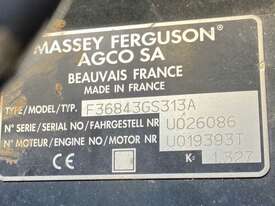 MASSEY FERGUSON®
AGCO SA
BEAUVAIS FRANCE
MADE IN FRANCE
TYPE/MODEL/TYP. F36843GS313A
N° SERIE/SERIAL NO/FAHRGESTELL NR U026086
N° MOTEUR/ENGINE NO/MOTOR NR U019393T
CE K= 1,327